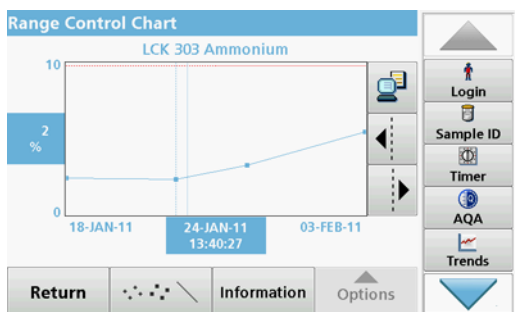 Range Control Chart
LCK 303 Ammonium
10
2
%
0
18-JAN-11
24-JAN-11
13:40:27
03-FEB-11
Return
Information
Options
Login
Sample ID
Timer
AQA
Trends